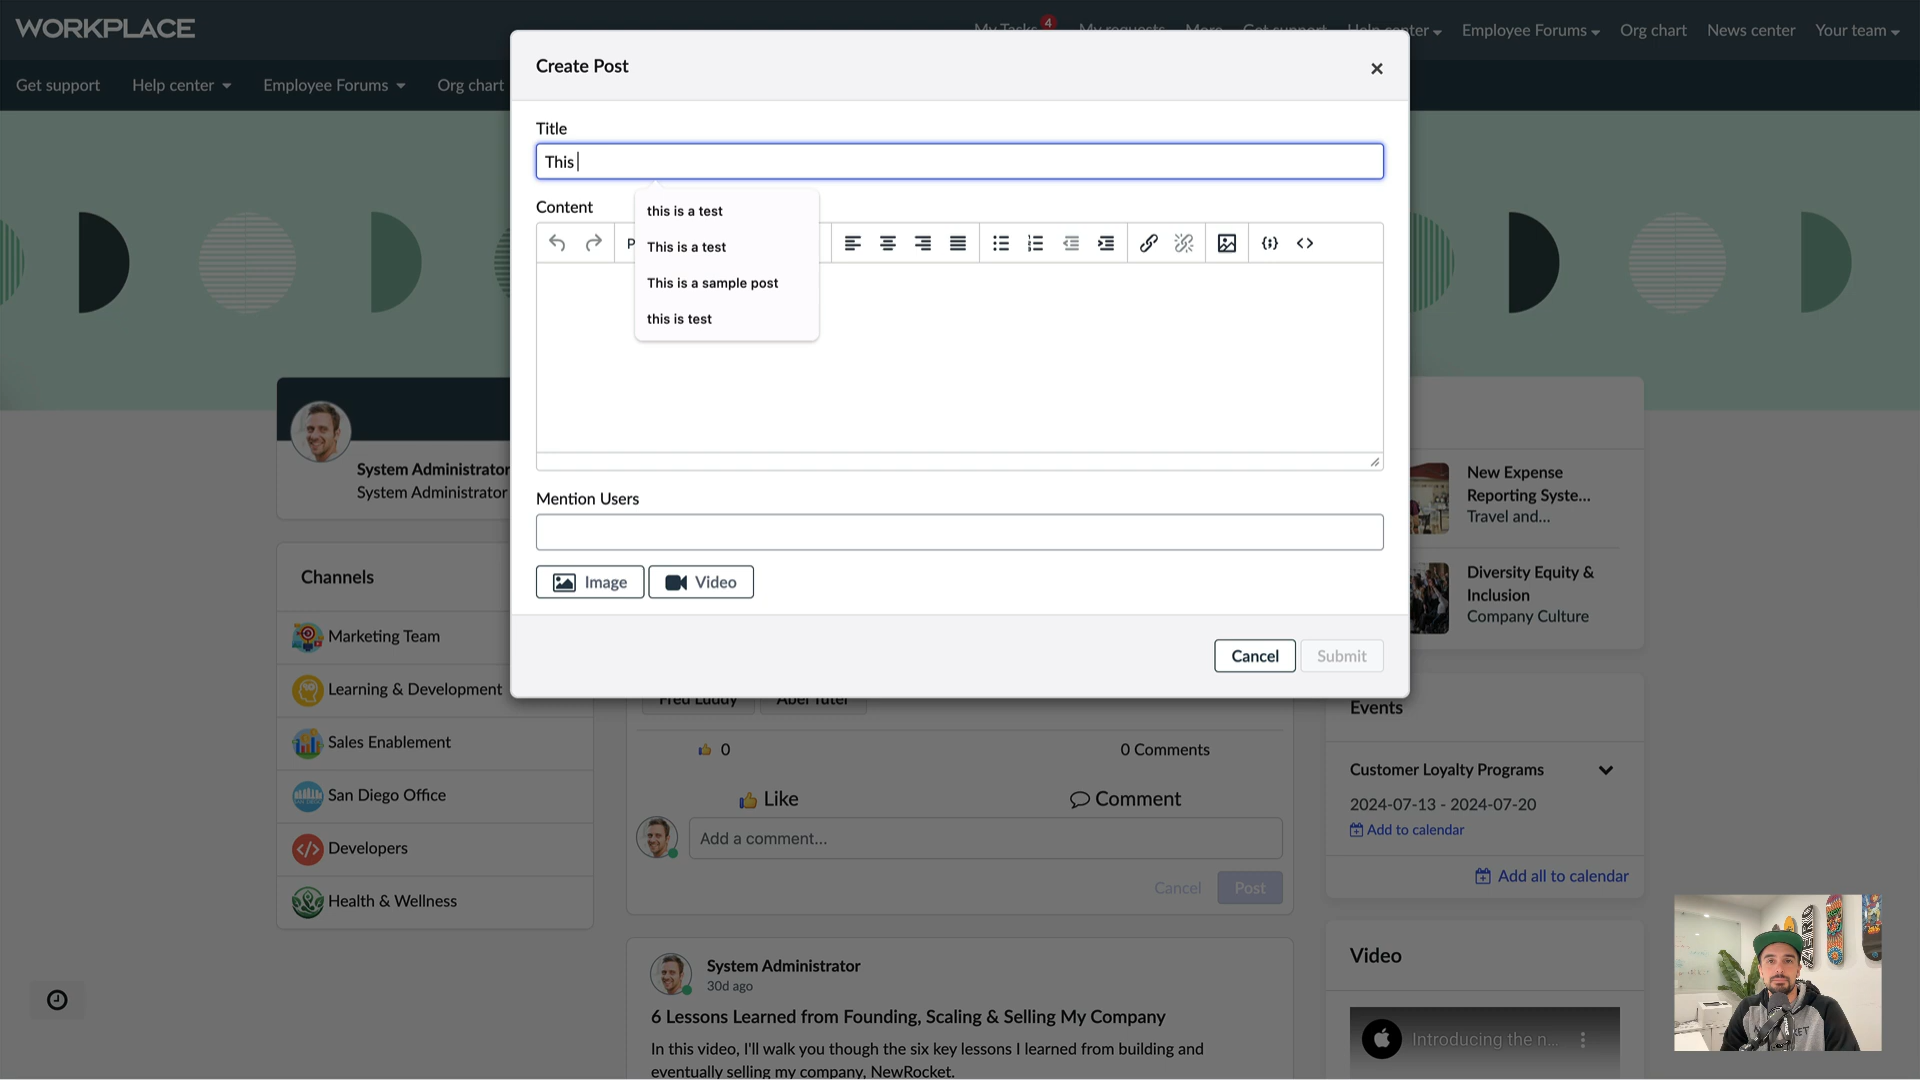 WORKPLACE
My Tasks 4 My requests More Get support Help center Employee Forums Org chart News center Your team
Get support Help center Employee Forums Org chart
Create Post
×
Title
This
Content
this is a test
This is a test
This is a sample post
this is test
P
Mention Users
Image Video
Cancel Submit
System Administrator
System Administrator
Channels
Marketing Team
Learning & Development
Sales Enablement
San Diego Office
Developers
Health & Wellness
Fred Luddy Abel Tuter
0 0 Comments
Like Comment
Add a comment...
Cancel Post
System Administrator
30d ago
6 Lessons Learned from Founding, Scaling & Selling My Company
In this video, I'll walk you though the six key lessons I learned from building and
eventually selling my company, NewRocket.
New Expense
Reporting Syste...
Travel and...
Diversity Equity &
Inclusion
Company Culture
Events
Customer Loyalty Programs
2024-07-13 - 2024-07-20
Add to calendar
Add all to calendar
Video
Introducing the n...